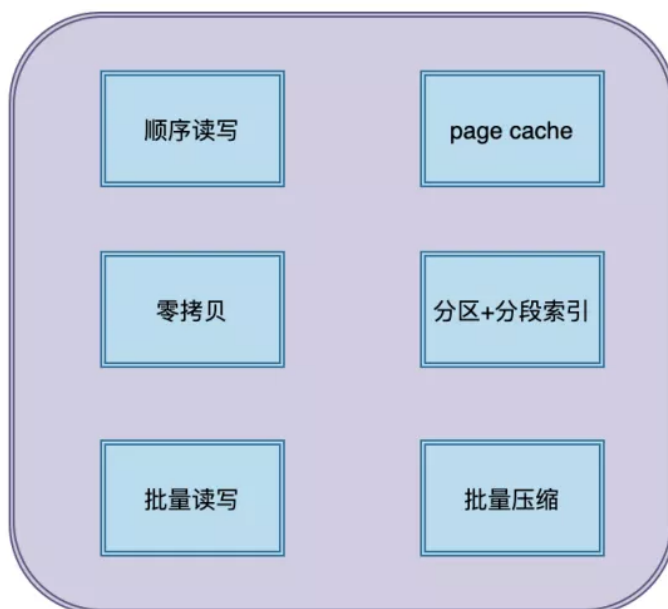 顺序读写
page cache
零拷贝
分区+分段索引
批量读写
批量压缩